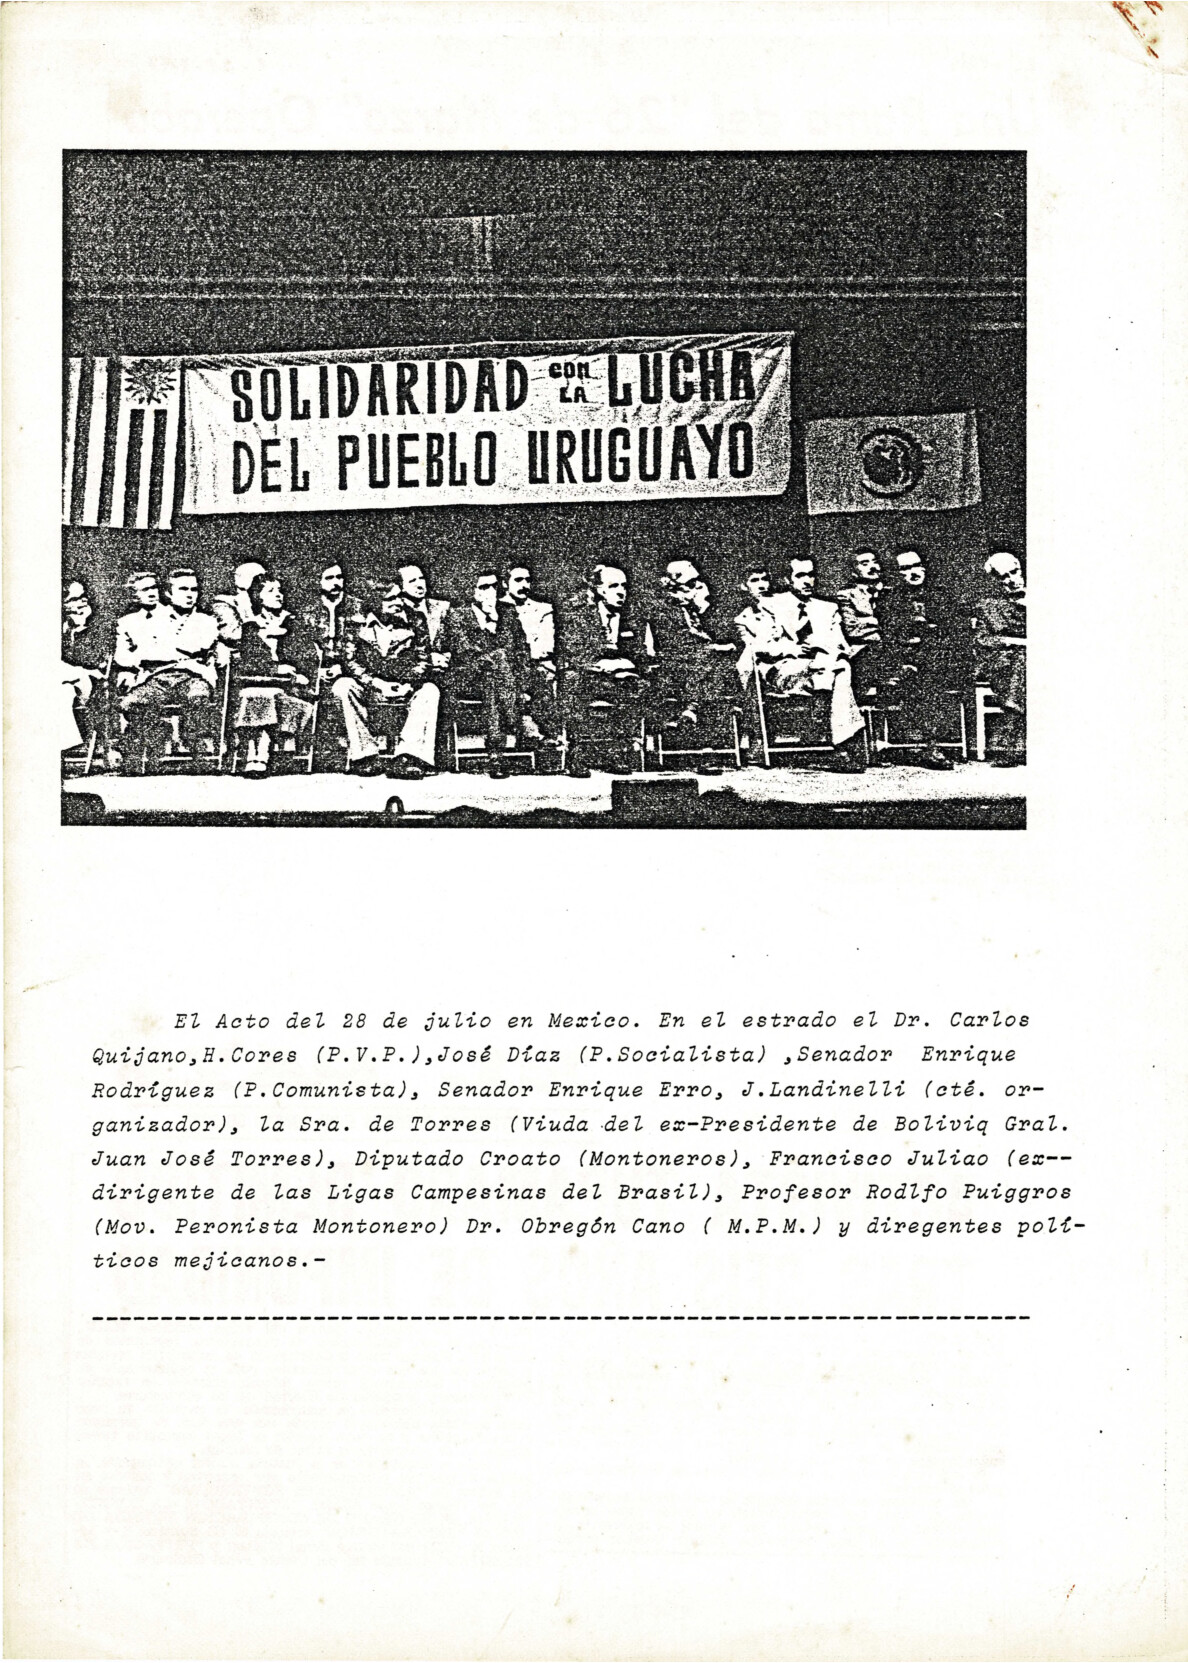 SOLIDARIDAD con LA LUCHA
DEL PUEBLO URUGUAYO
El Acto del 28 de julio en Mexico. En el estrado el Dr. Carlos
Quijano,H.Cores (P.V.P.),José Díaz (P.Socialista) ,Senador Enrique
Rodríguez (P.Comunista), Senador Enrique Erro, J.Landinelli (cté. or-
ganizador), la Sra. de Torres (Viuda del ex-Presidente de Boliviq Gral.
Juan José Torres), Diputado Croato (Montoneros), Francisco Juliao (ex--
dirigente de las Ligas Campesinas del Brasil), Profesor Rodlfo Puiggros
(Mov. Peronista Montonero) Dr. Obregón Cano ( M.P.M.) y diregentes polí-
ticos mejicanos.-